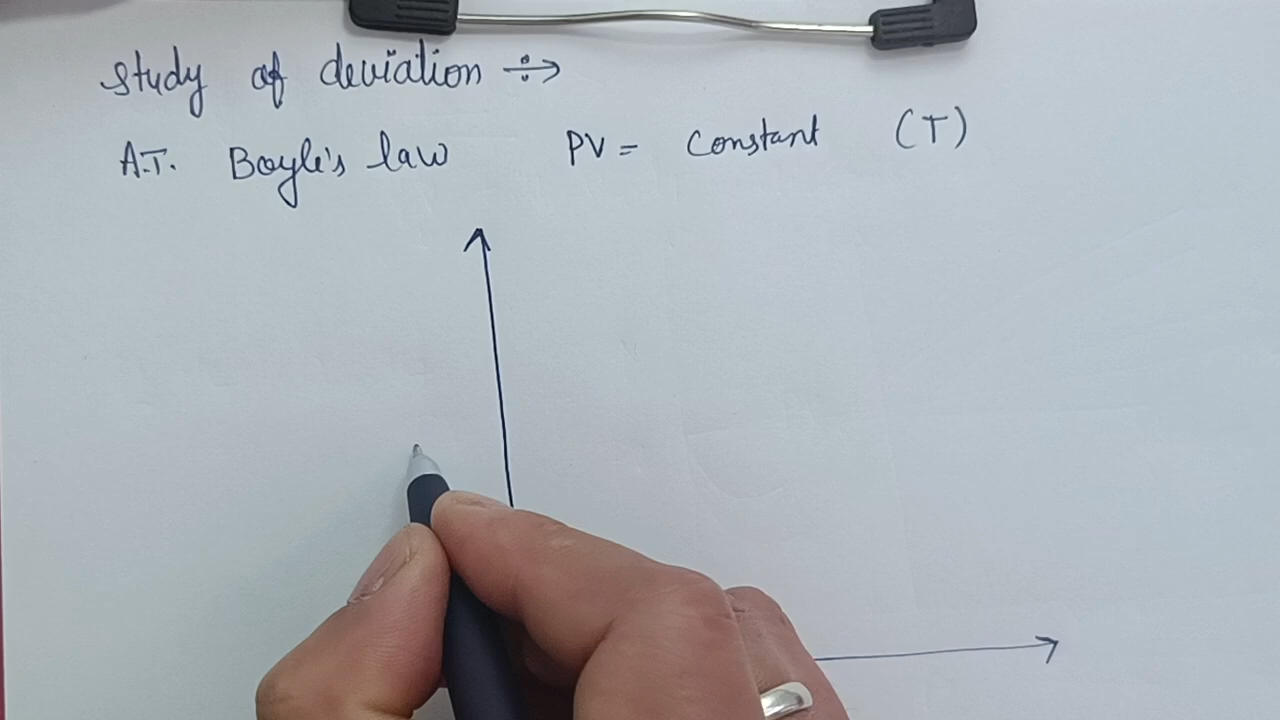 Study of deviation ÷→
A.T. Boyle's law PV = Constant (T)